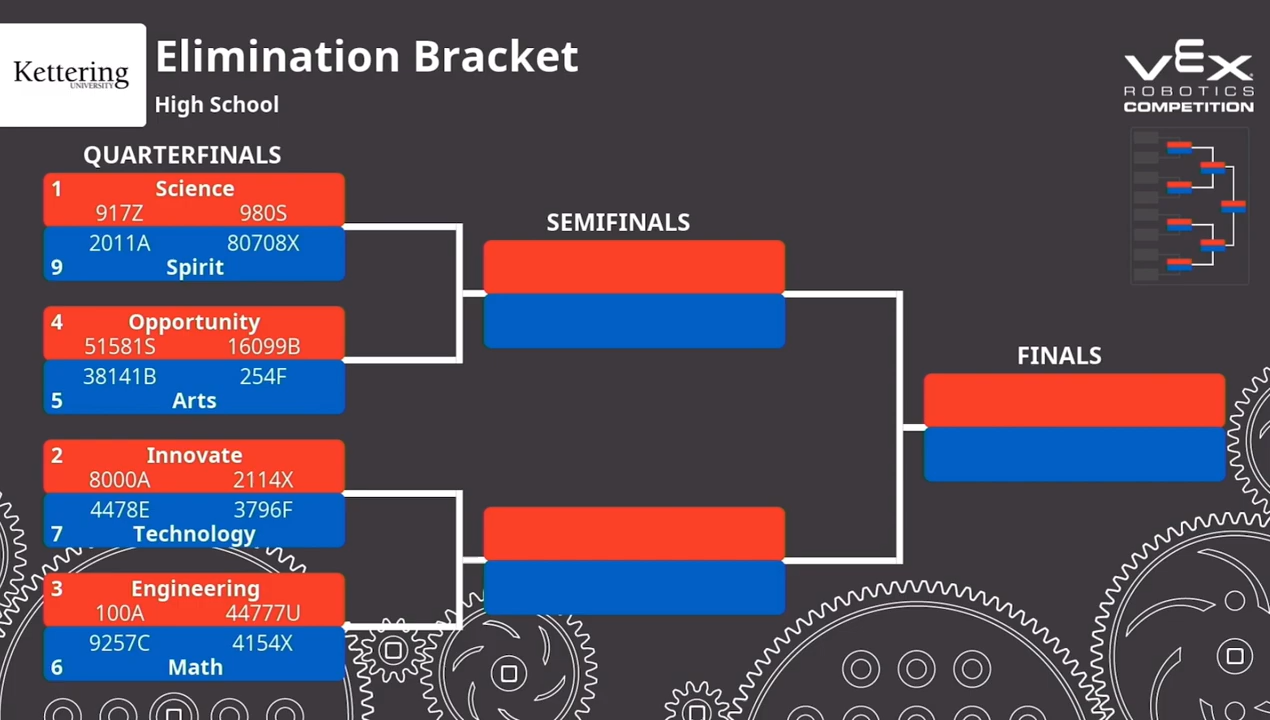 Kettering
UNIVERSITY
Elimination Bracket
High School
VEX
ROBOTICS
COMPETITION
QUARTERFINALS
1 Science
917Z 980S
2011A 80708X
9 Spirit
4 Opportunity
51581S 16099B
38141B 254F
5 Arts
2 Innovate
8000A 2114X
4478E 3796F
7 Technology
3 Engineering
100A 44777U
9257C 4154X
6 Math
SEMIFINALS
FINALS